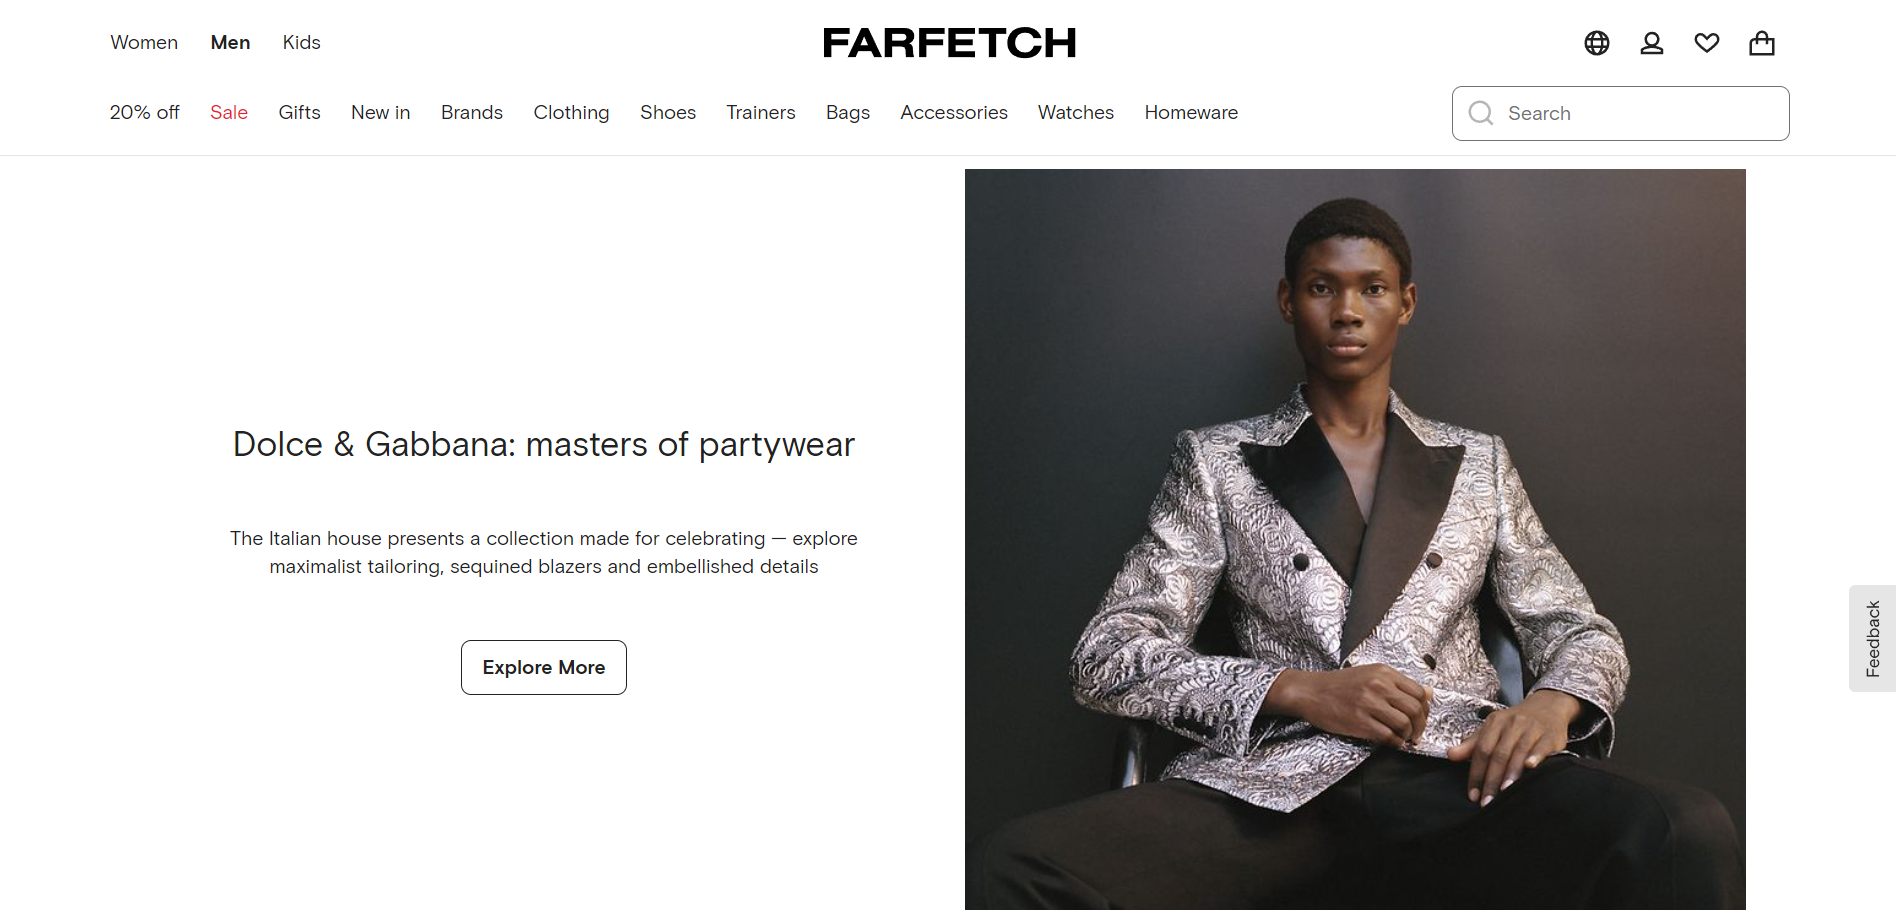 Women Men Kids
FARFETCH
20% off Sale Gifts New in Brands Clothing Shoes Trainers Bags Accessories Watches Homeware
Search
Dolce & Gabbana: masters of partywear
The Italian house presents a collection made for celebrating — explore
maximalist tailoring, sequined blazers and embellished details
Explore More
Feedback